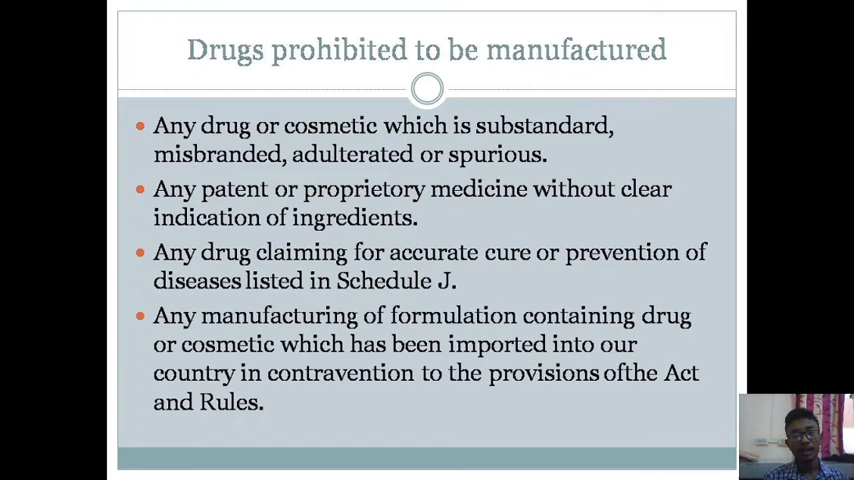 Drugs prohibited to be manufactured
Any drug or cosmetic which is substandard,
misbranded, adulterated or spurious.
Any patent or proprietory medicine without clear
indication of ingredients.
Any drug claiming for accurate cure or prevention of
diseases listed in Schedule J.
Any manufacturing of formulation containing drug
or cosmetic which has been imported into our
country in contravention to the provisions ofthe Act
and Rules.